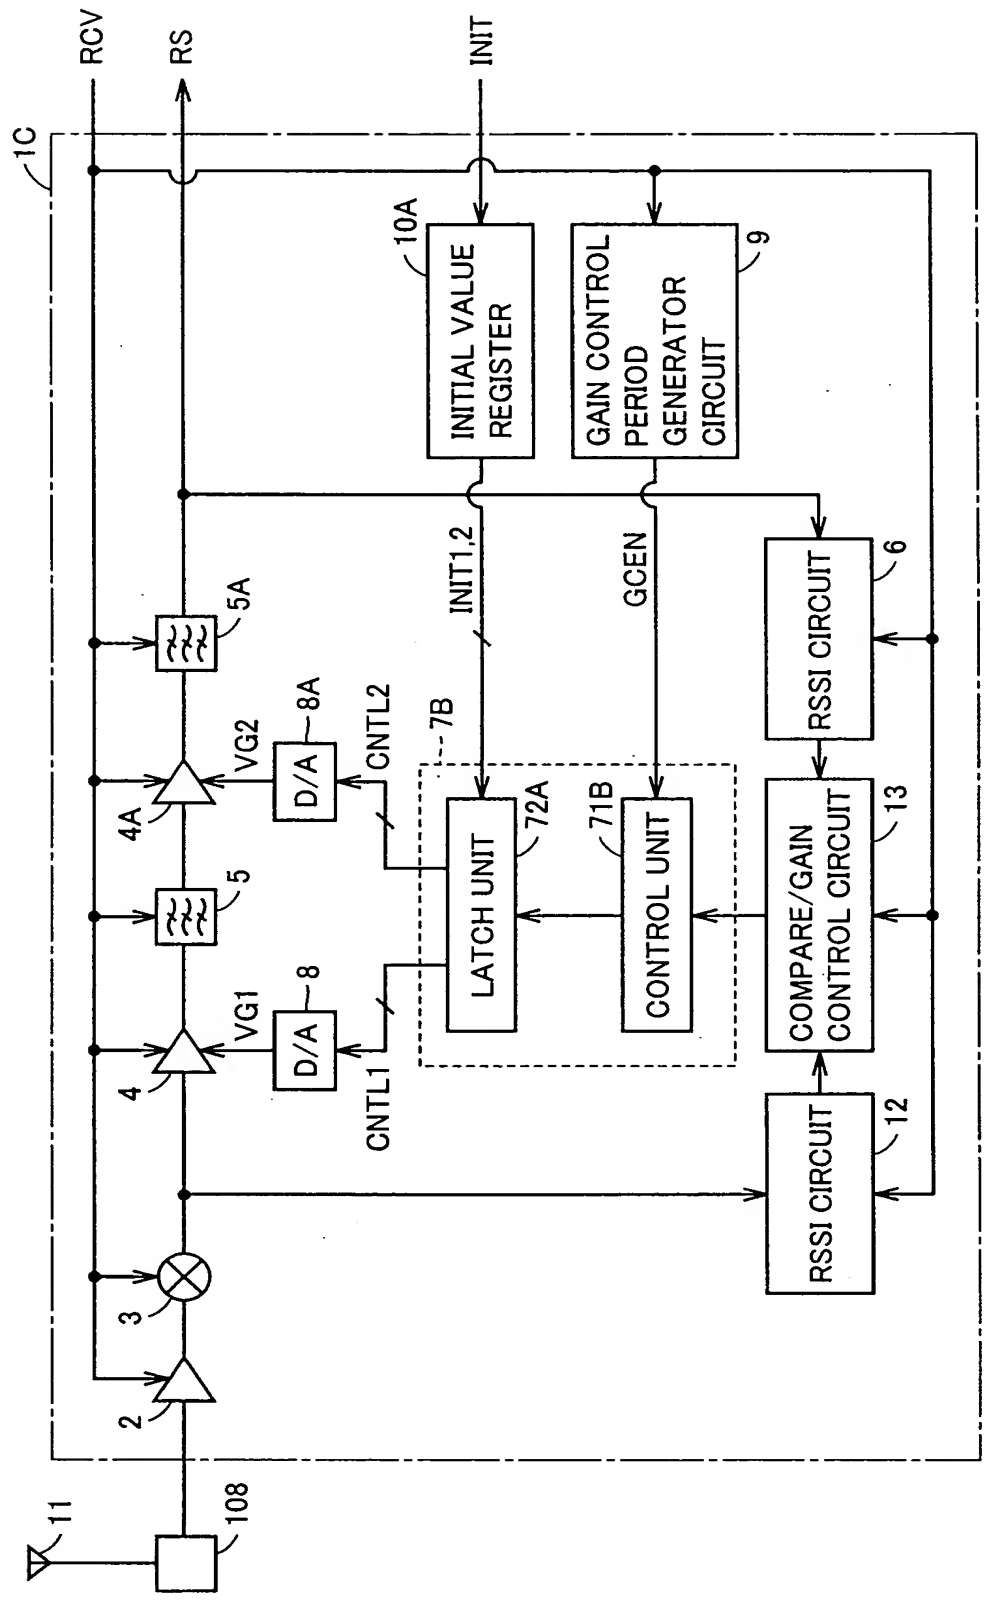 11
108
1C
RCV
RS
INIT
2
3
4
5
4A
5A
VG1
VG2
D/A
8
D/A
8A
CNTL1
CNTL2
7B
LATCH UNIT
72A
CONTROL UNIT
71B
INIT1,2
GCEN
INITIAL VALUE
REGISTER
10A
GAIN CONTROL
PERIOD
GENERATOR
CIRCUIT
9
RSSI CIRCUIT
12
COMPARE/GAIN
CONTROL CIRCUIT
13
RSSI CIRCUIT
6